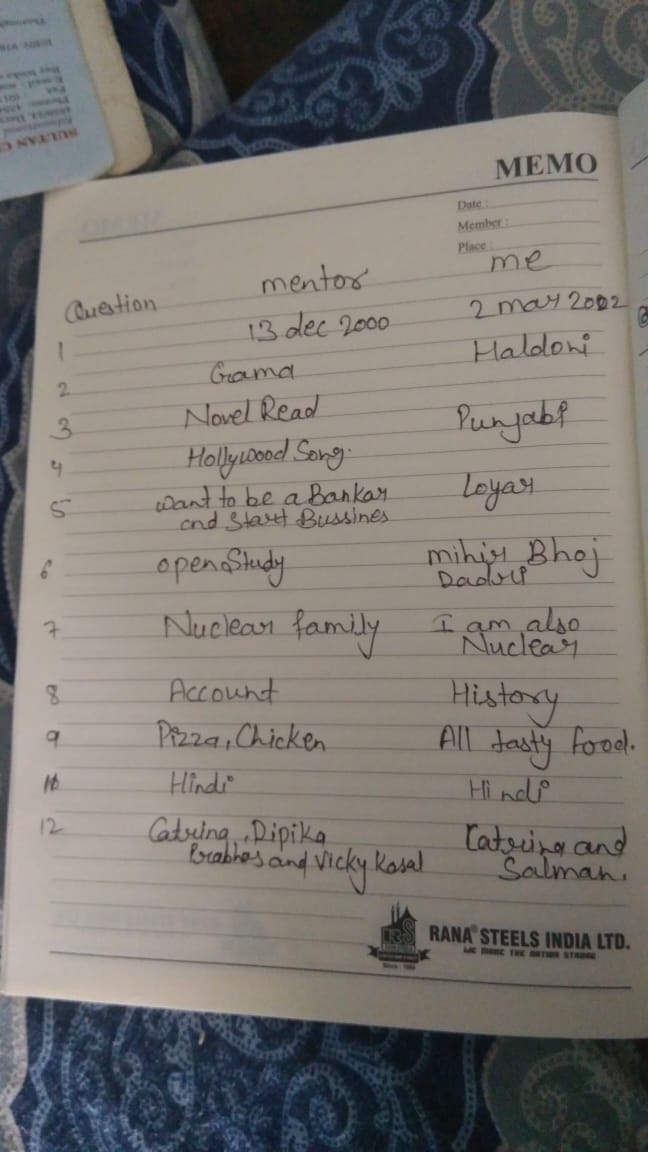 SULTAN C
MEMO
Date :
Member :
Place :
Question mentor me
1 13 dec 2000 2 may 2002
2 Grama Haldoni
3 Novel Read Punjabi
4 Hollywood Song.
5 want to be a Bankar Loyar
and Start Bussines
6 open Study mihir Bhoj
Dadri
7 Nuclear family I am also
Nuclear
8 Account History
9 Pizza, Chicken All tasty food.
10 Hindi Hindi
12 Catrina, Dipika Catrina and
Prabhas and Vicky Kosal Salman.
RANA STEELS INDIA LTD.
WE MAKE THE NATION STRONG